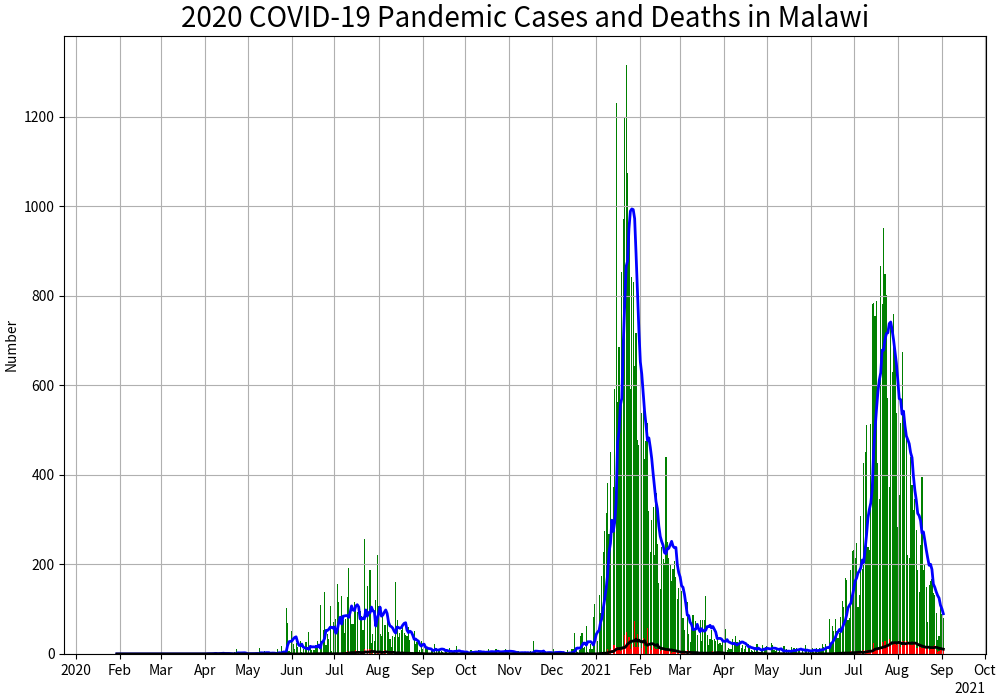 2020 COVID-19 Pandemic Cases and Deaths in Malawi
Number
1200
1000
800
600
400
200
0
2020 Feb Mar Apr May Jun Jul Aug Sep Oct Nov Dec 2021 Feb Mar Apr May Jun Jul Aug Sep Oct
2021